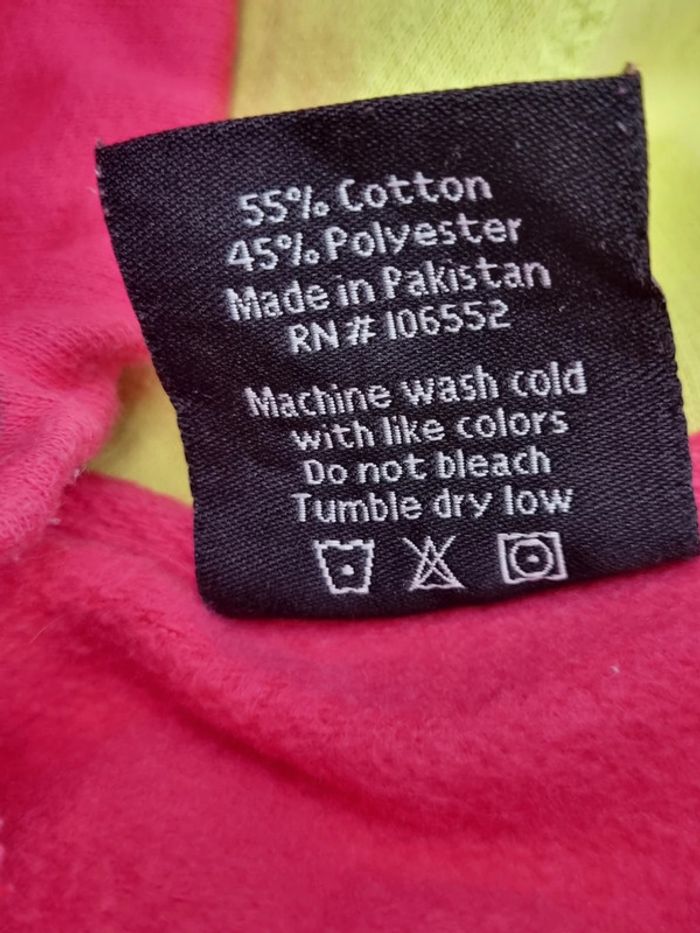 55% Cotton
45% Polyester
Made in Pakistan
RN # 106552
Machine wash cold
with like colors
Do not bleach
Tumble dry low